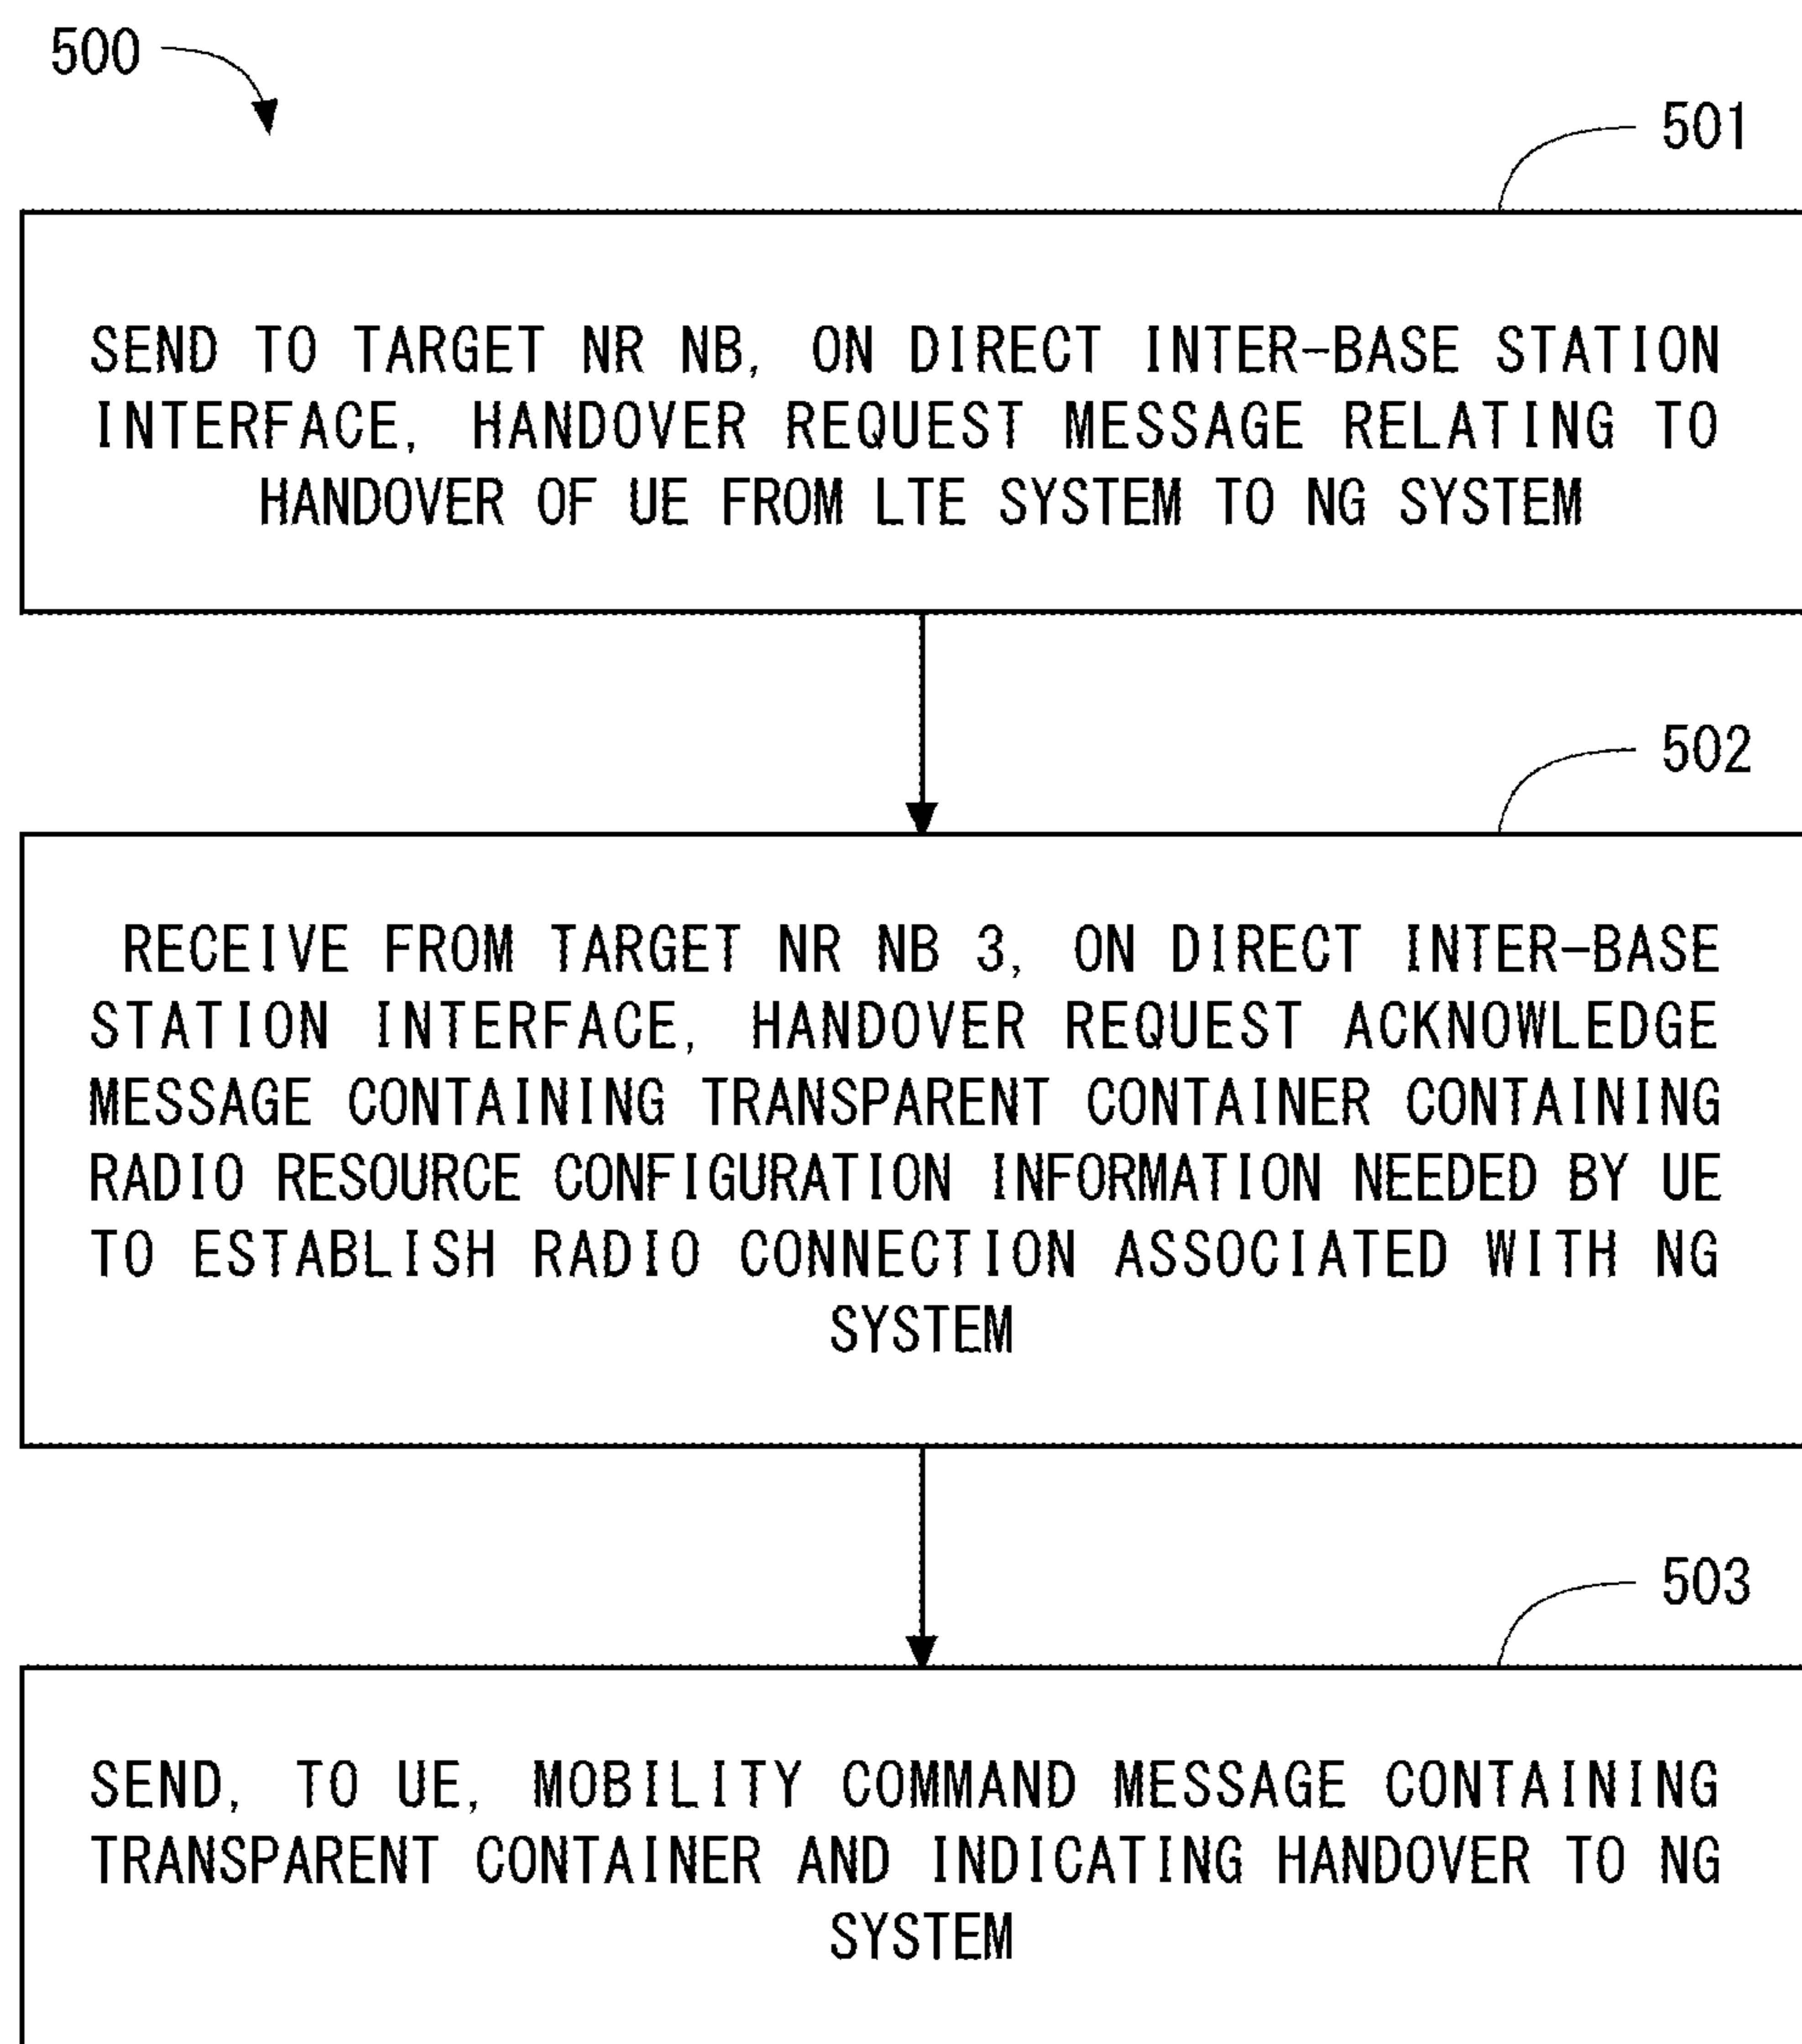 500
501
SEND TO TARGET NR NB, ON DIRECT INTER-BASE STATION
INTERFACE, HANDOVER REQUEST MESSAGE RELATING TO
HANDOVER OF UE FROM LTE SYSTEM TO NG SYSTEM
502
RECEIVE FROM TARGET NR NB 3, ON DIRECT INTER-BASE
STATION INTERFACE, HANDOVER REQUEST ACKNOWLEDGE
MESSAGE CONTAINING TRANSPARENT CONTAINER CONTAINING
RADIO RESOURCE CONFIGURATION INFORMATION NEEDED BY UE
TO ESTABLISH RADIO CONNECTION ASSOCIATED WITH NG
SYSTEM
503
SEND, TO UE, MOBILITY COMMAND MESSAGE CONTAINING
TRANSPARENT CONTAINER AND INDICATING HANDOVER TO NG
SYSTEM